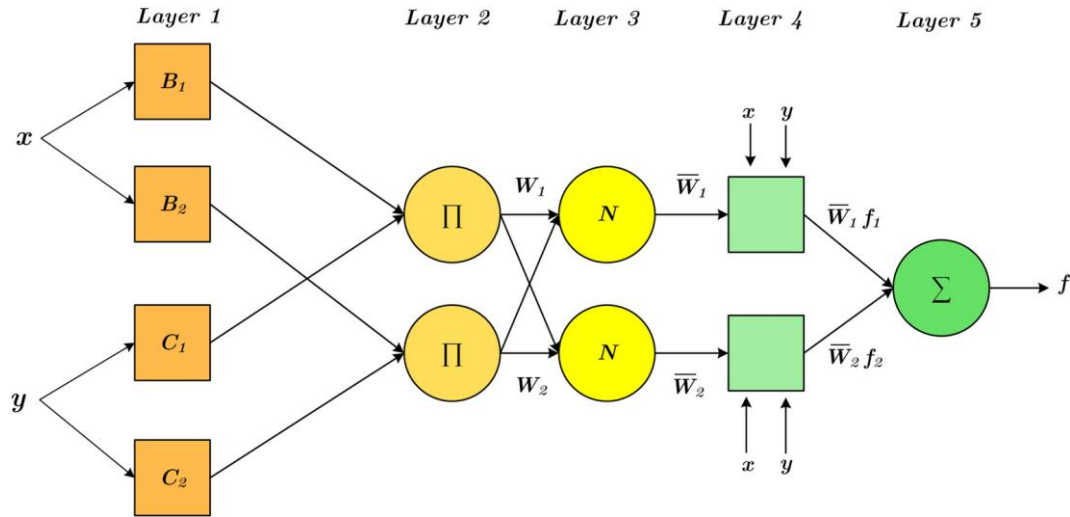 Layer 1 Layer 2 Layer 3 Layer 4 Layer 5
B₁
x
x y
B₂
W₁ W̅₁
∏ N
W̅₁ f₁
∑ f
C₁
∏ N
W̅₂ f₂
W₂ W̅₂
y
C₂
x y